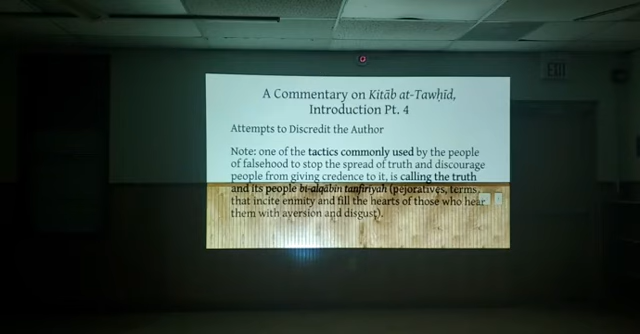 EXIT
A Commentary on Kitāb at-Tawḥīd,
Introduction Pt. 4
Attempts to Discredit the Author
Note: one of the tactics commonly used by the people
of falsehood to stop the spread of truth and discourage
people from giving credence to it, is calling the truth
and its people bi-alqābin tanfīriyah (pejoratives, terms,
that incite enmity and fill the hearts of those who hear
them with aversion and disgust).